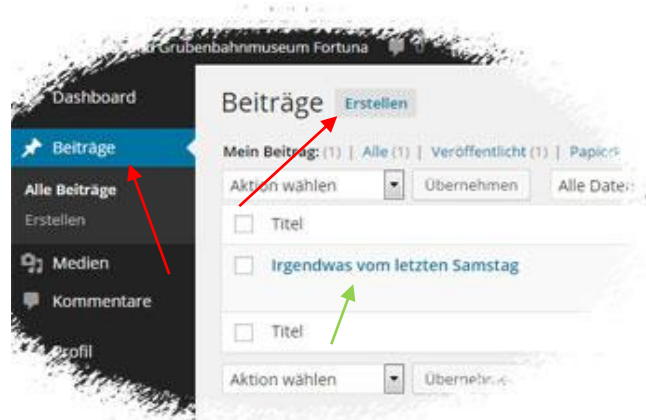 Grubenbahnmuseum Fortuna
Dashboard
Beiträge
Alle Beiträge
Erstellen
Medien
Kommentare
Profil
Beiträge Erstellen
Mein Beitrag: (1) | Alle (1) | Veröffentlicht (1) |
Aktion wählen Übernehmen Alle Daten
Titel
Irgendwas vom letzten Samstag
Titel
Aktion wählen Übernehmen